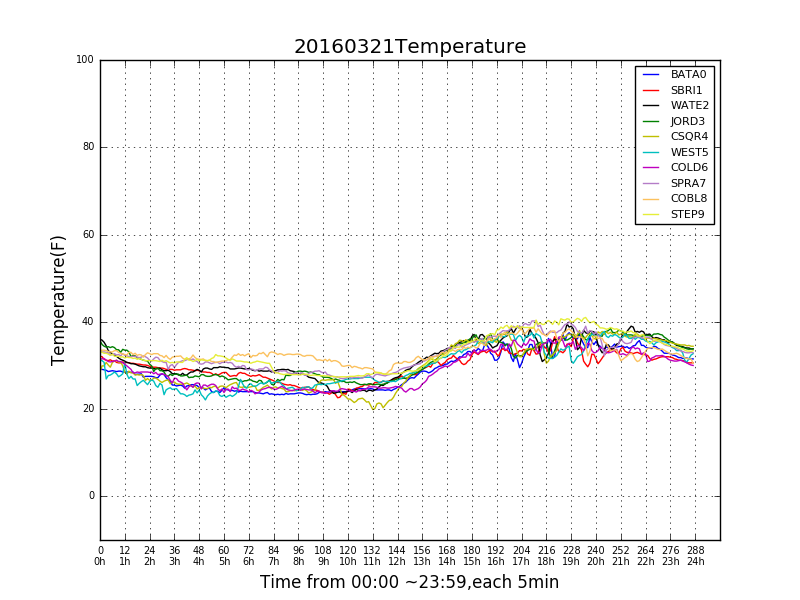 20160321Temperature
100
80
60
40
20
0
Temperature(F)
BATA0
SBRI1
WATE2
JORD3
CSQR4
WEST5
COLD6
SPRA7
COBL8
STEP9
0 12 24 36 48 60 72 84 96 108 120 132 144 156 168 180 192 204 216 228 240 252 264 276 288
0h 1h 2h 3h 4h 5h 6h 7h 8h 9h 10h 11h 12h 13h 14h 15h 16h 17h 18h 19h 20h 21h 22h 23h 24h
Time from 00:00 ~23:59,each 5min